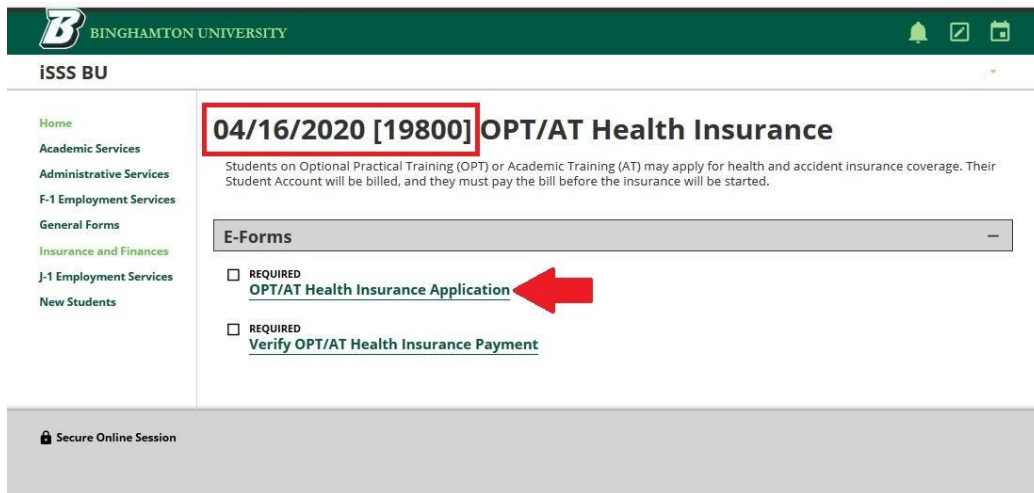 B BINGHAMTON UNIVERSITY
iSSS BU
Home
Academic Services
Administrative Services
F-1 Employment Services
General Forms
Insurance and Finances
J-1 Employment Services
New Students
04/16/2020 [19800] OPT/AT Health Insurance
Students on Optional Practical Training (OPT) or Academic Training (AT) may apply for health and accident insurance coverage. Their
Student Account will be billed, and they must pay the bill before the insurance will be started.
E-Forms
REQUIRED
OPT/AT Health Insurance Application
REQUIRED
Verify OPT/AT Health Insurance Payment
Secure Online Session